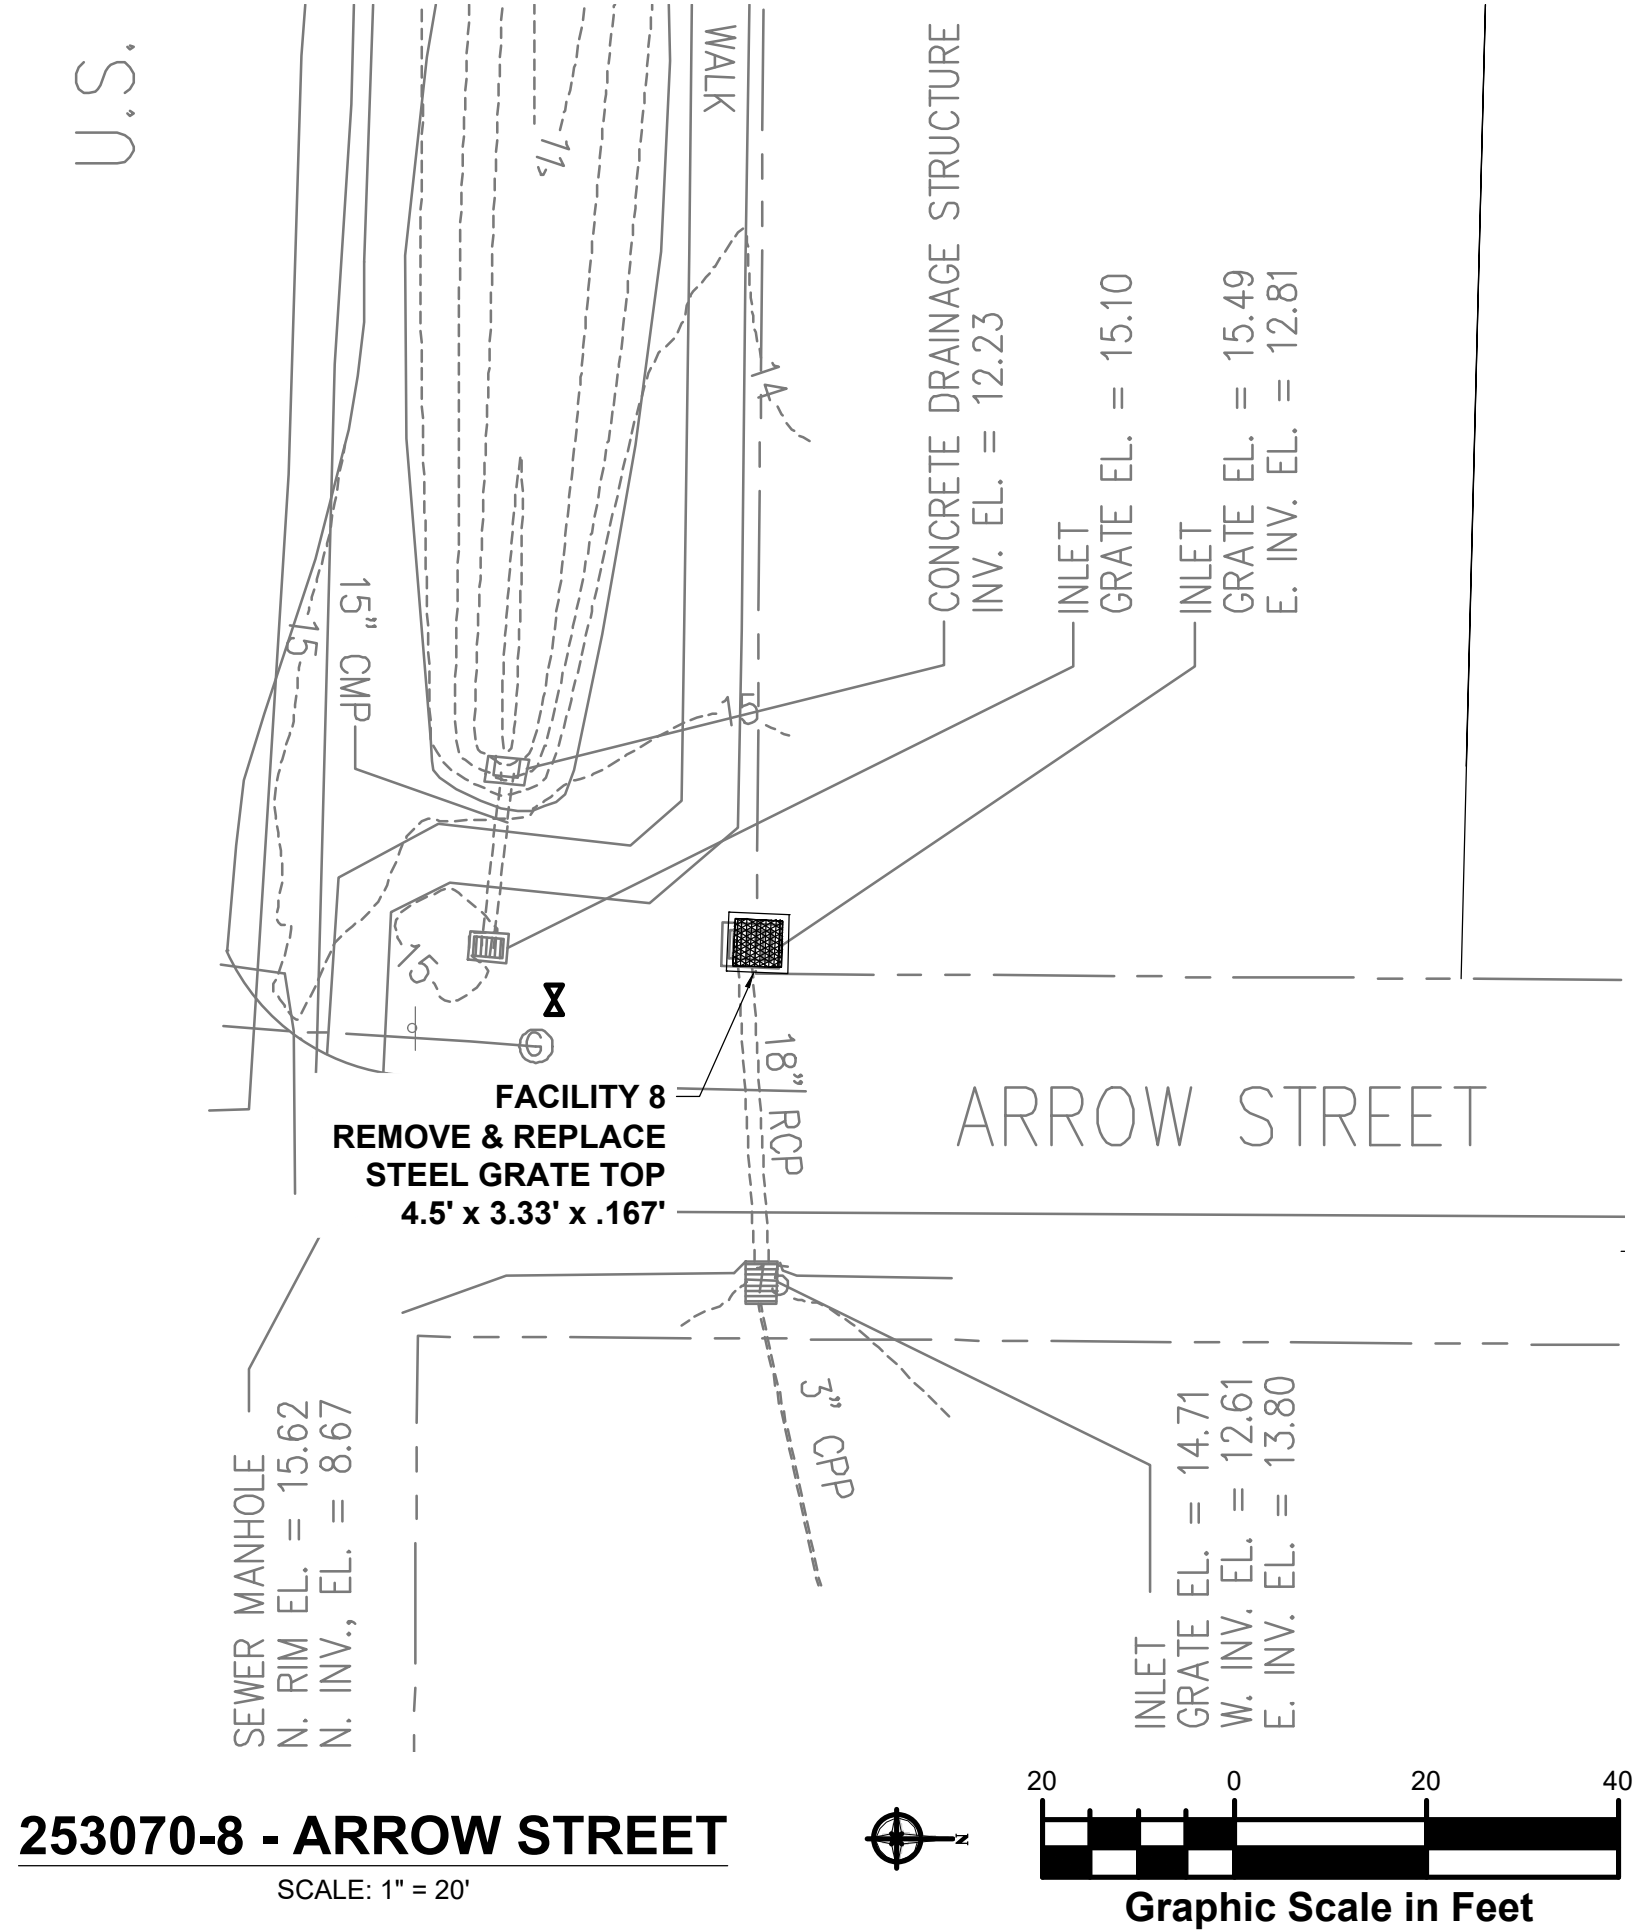 U.S.
WALK
11
14
CONCRETE DRAINAGE STRUCTURE
INV. EL. = 12.23
INLET
GRATE EL. = 15.10
INLET
GRATE EL. = 15.49
E. INV. EL. = 12.81
15
15" CMP
15
15
G
18" RCP
FACILITY 8
REMOVE & REPLACE
STEEL GRATE TOP
4.5' x 3.33' x .167'
ARROW STREET
3" CPP
SEWER MANHOLE
N. RIM EL. = 15.62
N. INV., EL. = 8.67
INLET
GRATE EL. = 14.71
W. INV. EL. = 12.61
E. INV. EL. = 13.80
253070-8 - ARROW STREET
SCALE: 1" = 20'
N
20 0 20 40
Graphic Scale in Feet